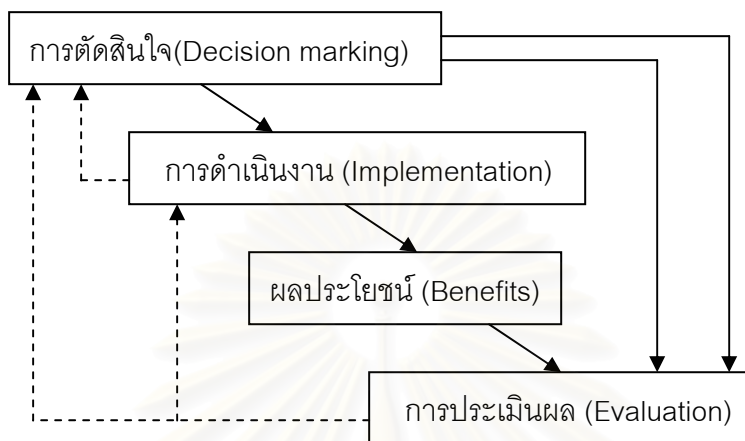 การตัดสินใจ(Decision marking)
การดำเนินงาน (Implementation)
ผลประโยชน์ (Benefits)
การประเมินผล (Evaluation)